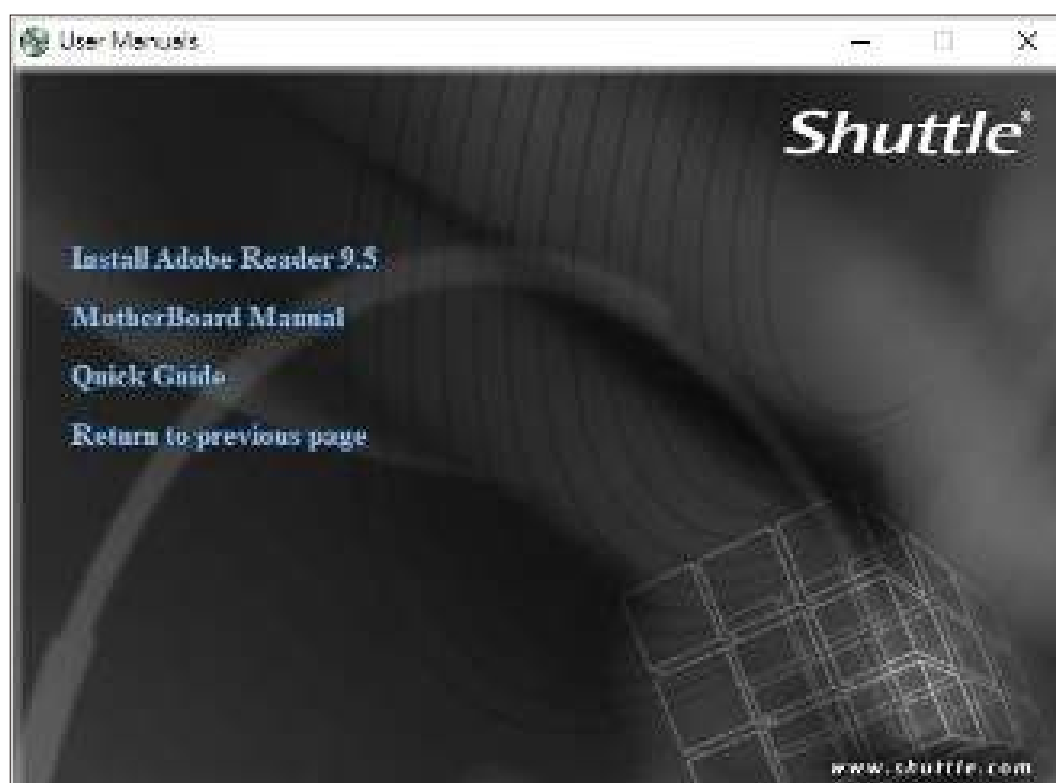 User Manuals
Shuttle®
Install Adobe Reader 9.5
MotherBoard Manual
Quick Guide
Return to previous page
www.shuttle.com